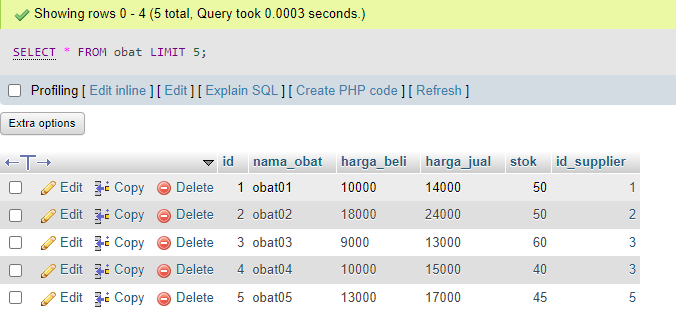 Showing rows 0 - 4 (5 total, Query took 0.0003 seconds.)
SELECT * FROM obat LIMIT 5;
Profiling [ Edit inline ] [ Edit ] [ Explain SQL ] [ Create PHP code ] [ Refresh ]
Extra options
id nama_obat harga_beli harga_jual stok id_supplier
Edit Copy Delete 1 obat01 10000 14000 50 1
Edit Copy Delete 2 obat02 18000 24000 50 2
Edit Copy Delete 3 obat03 9000 13000 60 3
Edit Copy Delete 4 obat04 10000 15000 40 3
Edit Copy Delete 5 obat05 13000 17000 45 5